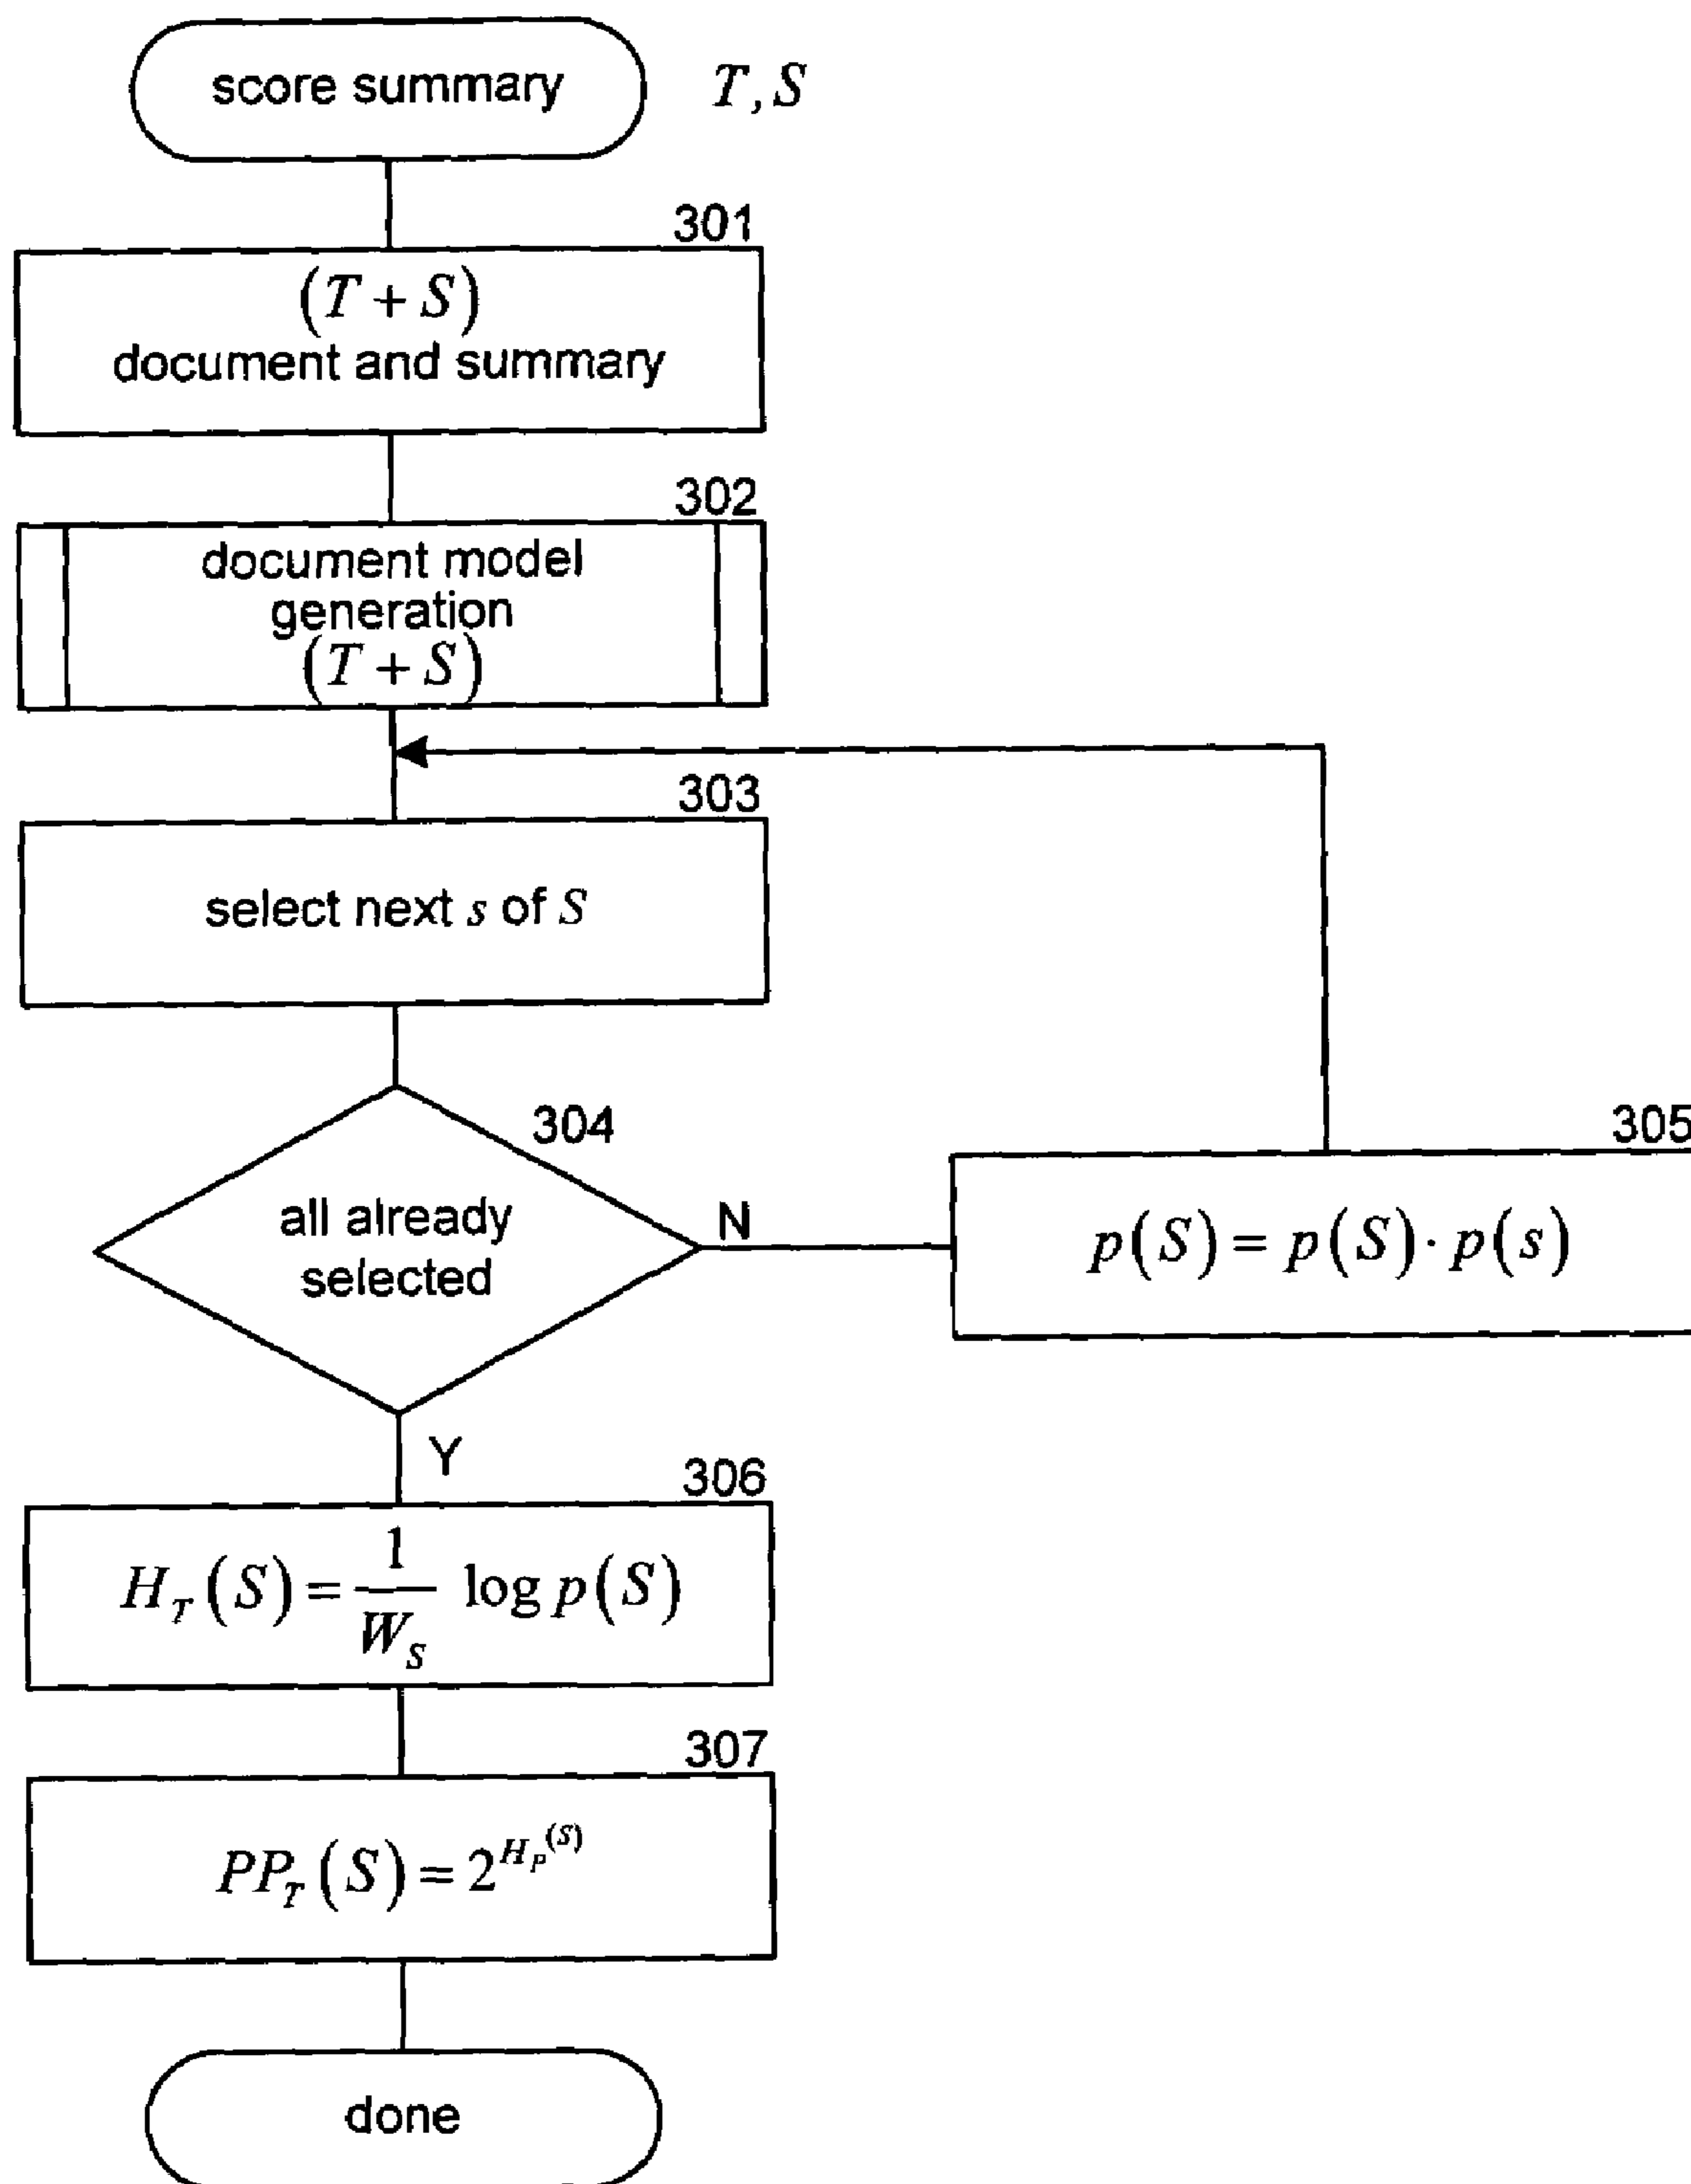 score summary
T, S
301
(T + S)
document and summary
302
document model
generation
(T + S)
303
select next s of S
304
all already
selected
N
305
p(S) = p(S) · p(s)
Y
306
H_T(S) = 1/W_S log p(S)
307
PP_T(S) = 2^{H_P(S)}
done